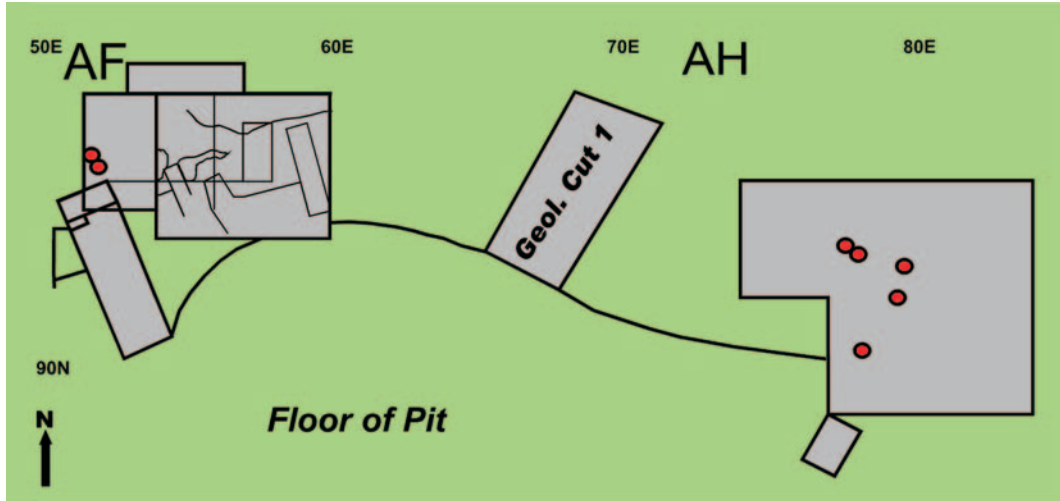 50E
60E
70E
80E
AF
AH
Geol. Cut 1
90N
N
Floor of Pit